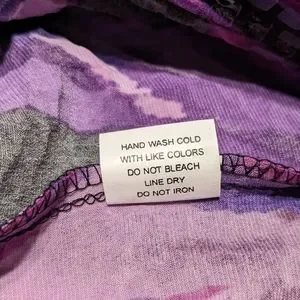 HAND WASH COLD
WITH LIKE COLORS
DO NOT BLEACH
LINE DRY
DO NOT IRON